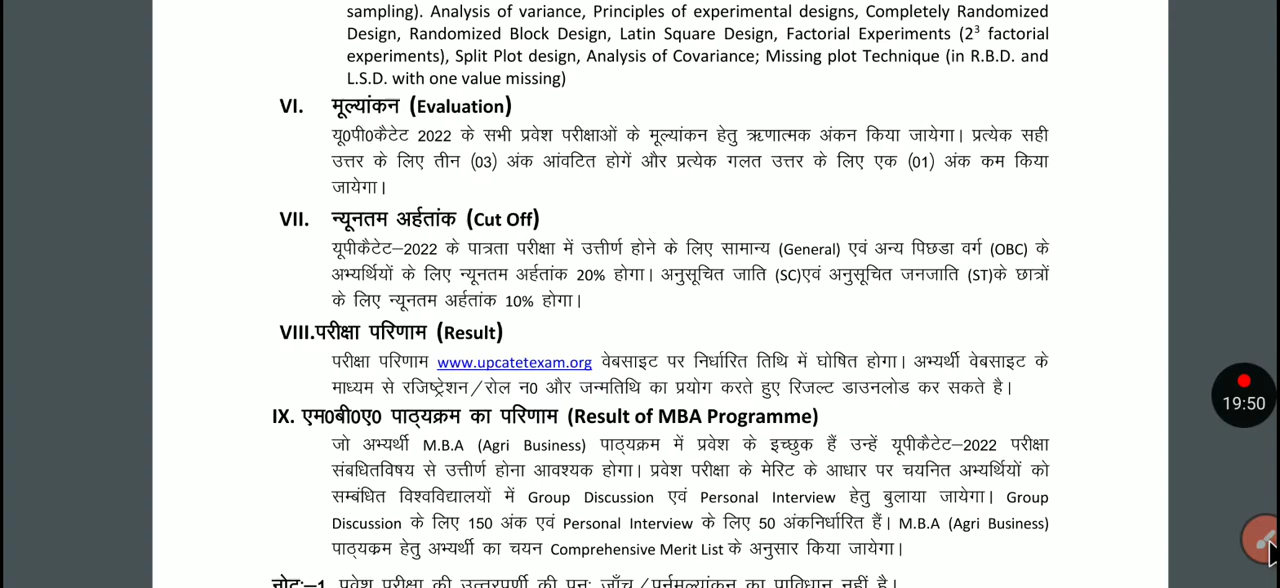 sampling). Analysis of variance, Principles of experimental designs, Completely Randomized
Design, Randomized Block Design, Latin Square Design, Factorial Experiments (2³ factorial
experiments), Split Plot design, Analysis of Covariance; Missing plot Technique (in R.B.D. and
L.S.D. with one value missing)
VI. मूल्यांकन (Evaluation)
यू0पी0कैटेट 2022 के सभी प्रवेश परीक्षाओं के मूल्यांकन हेतु ऋणात्मक अंकन किया जायेगा। प्रत्येक सही
उत्तर के लिए तीन (03) अंक आंवटित होगें और प्रत्येक गलत उत्तर के लिए एक (01) अंक कम किया
जायेगा।
VII. न्यूनतम अर्हतांक (Cut Off)
यूपीकैटेट–2022 के पात्रता परीक्षा में उत्तीर्ण होने के लिए सामान्य (General) एवं अन्य पिछडा वर्ग (OBC) के
अभ्यर्थियों के लिए न्यूनतम अर्हतांक 20% होगा। अनुसूचित जाति (SC)एवं अनुसूचित जनजाति (ST)के छात्रों
के लिए न्यूनतम अर्हतांक 10% होगा।
VIII.परीक्षा परिणाम (Result)
परीक्षा परिणाम www.upcatetexam.org वेबसाइट पर निर्धारित तिथि में घोषित होगा। अभ्यर्थी वेबसाइट के
माध्यम से रजिष्ट्रेशन/रोल न0 और जन्मतिथि का प्रयोग करते हुए रिजल्ट डाउनलोड कर सकते है।
19:50
IX. एम0बी0ए0 पाठ्यक्रम का परिणाम (Result of MBA Programme)
जो अभ्यर्थी M.B.A (Agri Business) पाठ्यक्रम में प्रवेश के इच्छुक हैं उन्हें यूपीकैटेट–2022 परीक्षा
संबधितविषय से उत्तीर्ण होना आवश्यक होगा। प्रवेश परीक्षा के मेरिट के आधार पर चयनित अभ्यर्थियों को
सम्बंधित विश्वविद्यालयों में Group Discussion एवं Personal Interview हेतु बुलाया जायेगा। Group
Discussion के लिए 150 अंक एवं Personal Interview के लिए 50 अंकनिर्धारित हैं। M.B.A (Agri Business)
पाठ्यक्रम हेतु अभ्यर्थी का चयन Comprehensive Merit List के अनुसार किया जायेगा।
नोटः–1 प्रवेश परीक्षा की उत्तरपर्णी की पुनः जाँच/पुर्नमूल्यांकन का प्राविधान नहीं है।